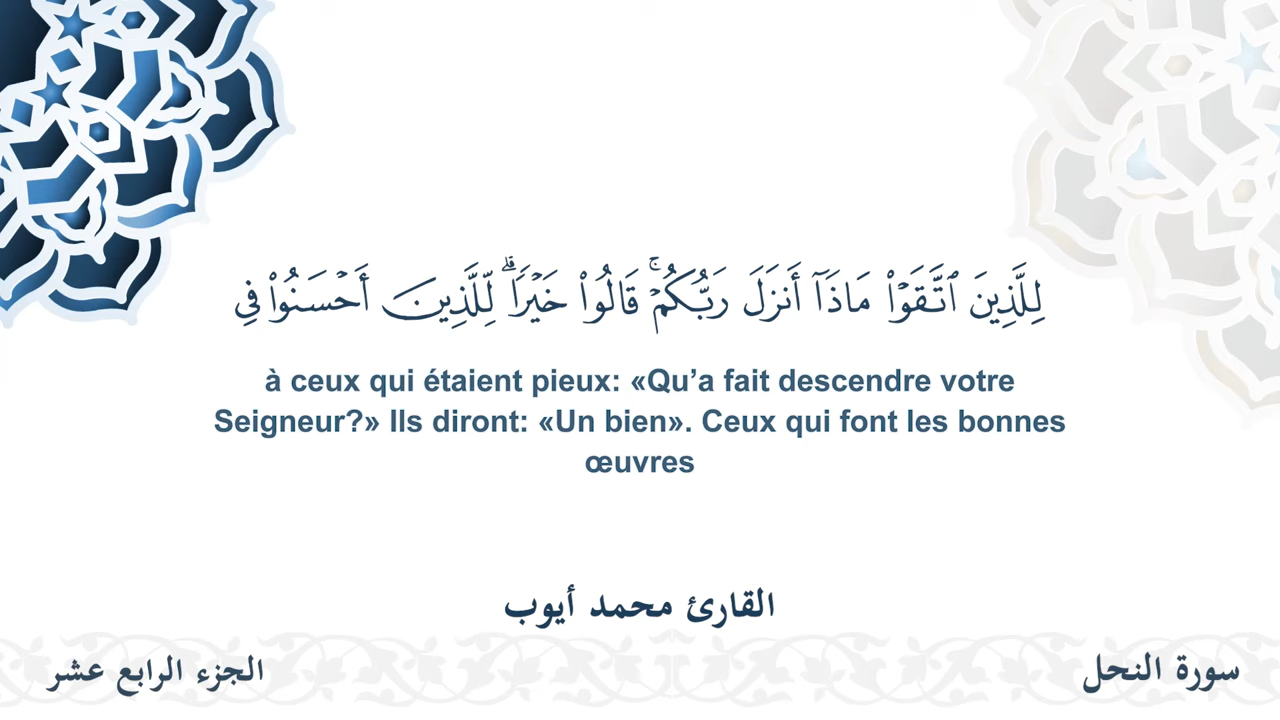 لِلَّذِينَ ٱتَّقَوۡاْ مَاذَآ أَنزَلَ رَبُّكُمۡۚ قَالُواْ خَيۡرٗاۗ لِّلَّذِينَ أَحۡسَنُواْ فِي
à ceux qui étaient pieux: «Qu’a fait descendre votre
Seigneur?» Ils diront: «Un bien». Ceux qui font les bonnes
œuvres
القارئ محمد أيوب
سورة النحل
الجزء الرابع عشر